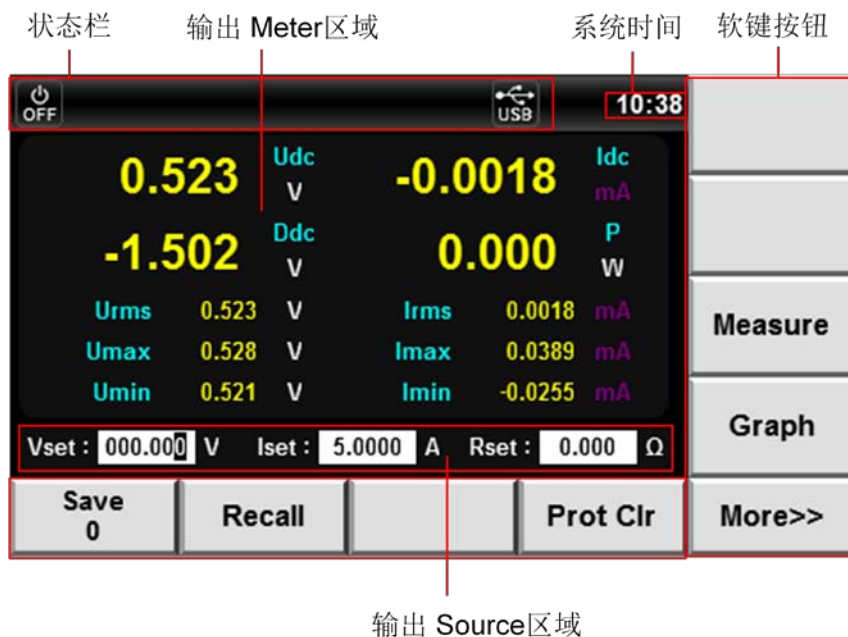 状态栏 输出 Meter区域 系统时间 软键按钮
OFF USB 10:38
0.523 Udc V -0.0018 Idc mA
-1.502 Ddc V 0.000 P W
Urms 0.523 V Irms 0.0018 mA
Umax 0.528 V Imax 0.0389 mA
Umin 0.521 V Imin -0.0255 mA
Measure
Graph
Vset : 000.000 V Iset : 5.0000 A Rset : 0.000 Ω
Save 0 Recall Prot Clr More>>
输出 Source区域